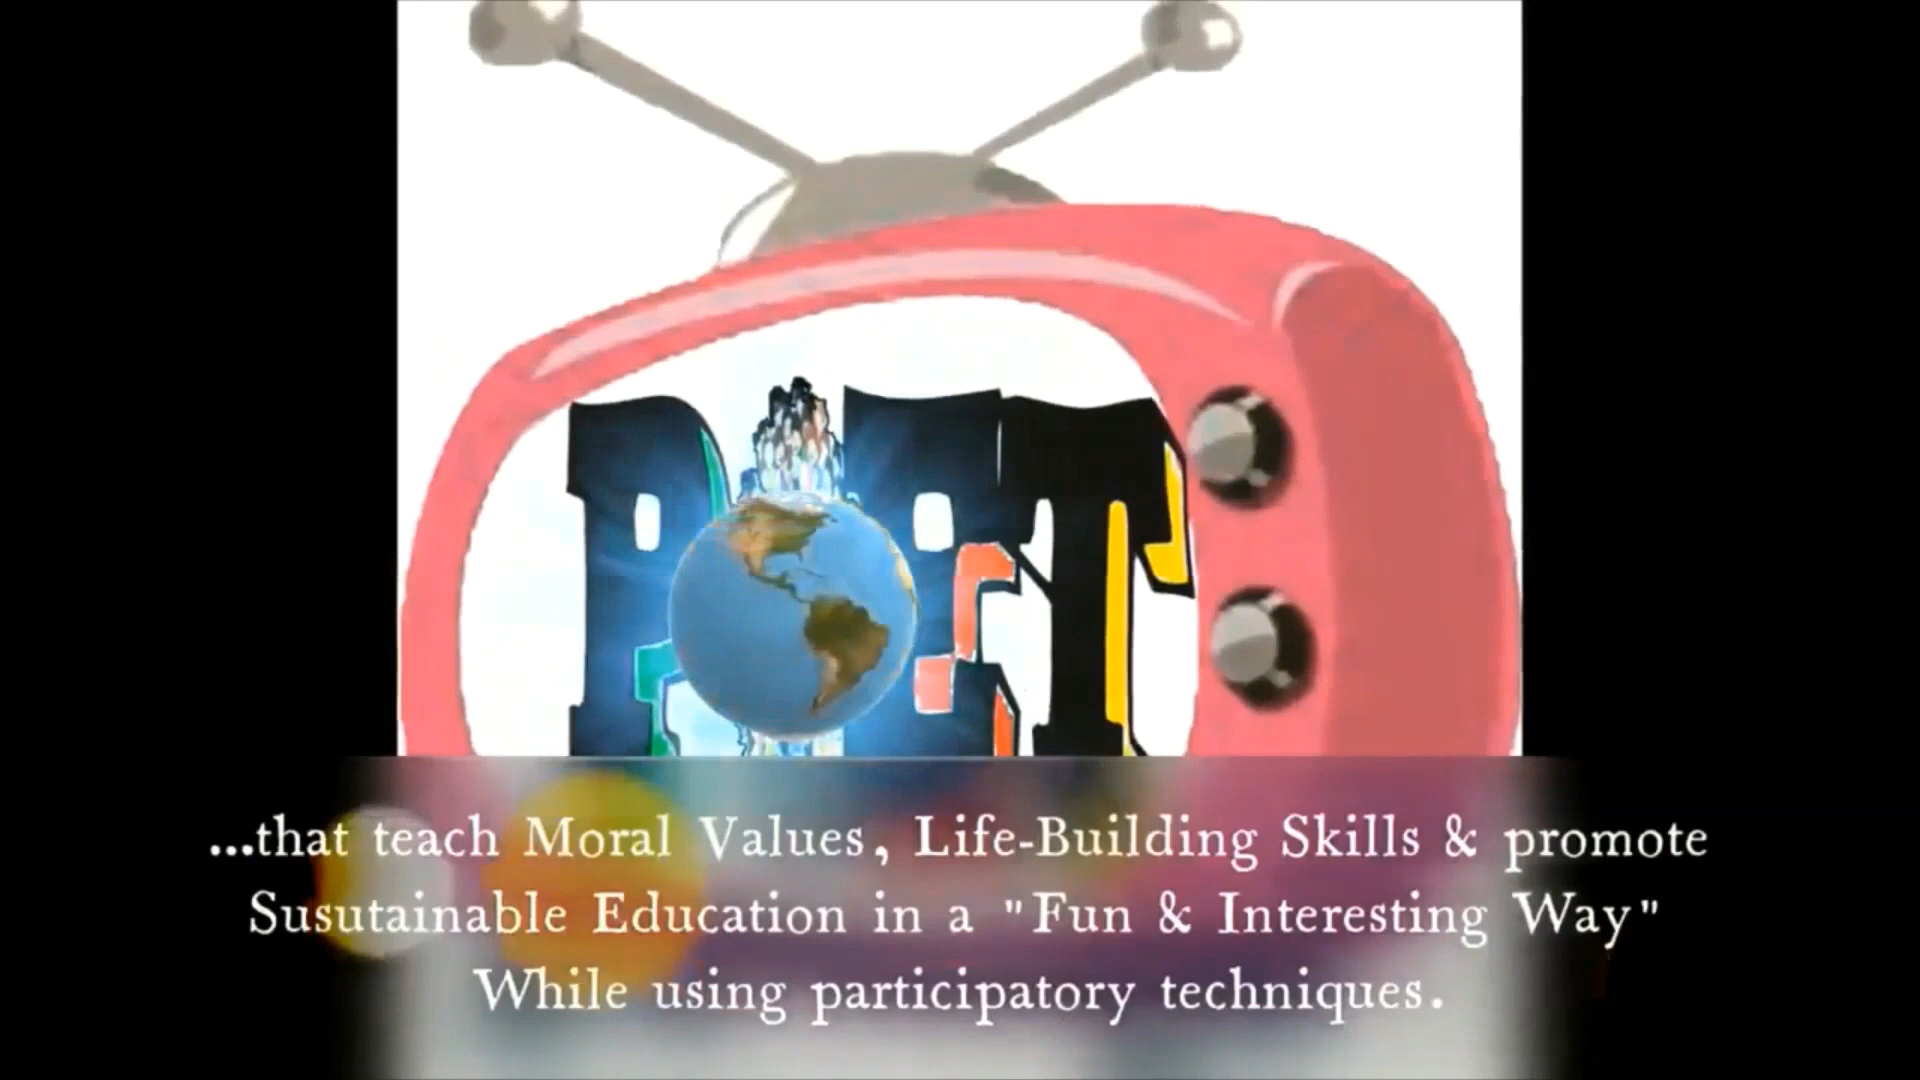 ...that teach Moral Values, Life-Building Skills & promote
Susutainable Education in a "Fun & Interesting Way"
While using participatory techniques.